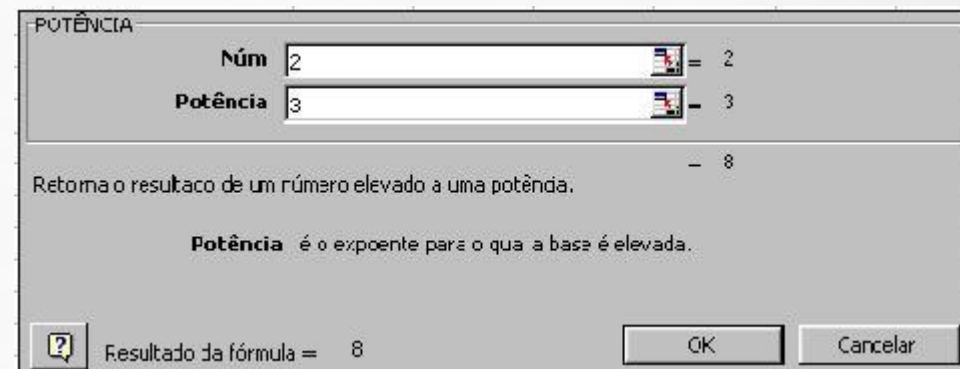 POTÊNCIA
Núm 2 = 2
Potência 3 = 3
= 8
Retorna o resultado de um número elevado a uma potência.
Potência é o expoente para o qual a base é elevada.
Resultado da fórmula = 8
OK Cancelar